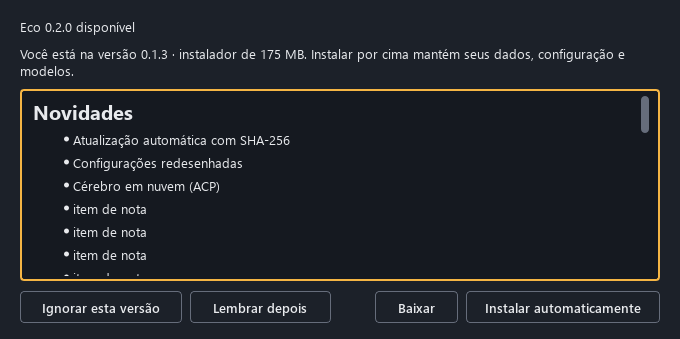 Eco 0.2.0 disponível
Você está na versão 0.1.3 · instalador de 175 MB. Instalar por cima mantém seus dados, configuração e
modelos.
Novidades
• Atualização automática com SHA-256
• Configurações redesenhadas
• Cérebro em nuvem (ACP)
• item de nota
• item de nota
• item de nota
Ignorar esta versão Lembrar depois Baixar Instalar automaticamente